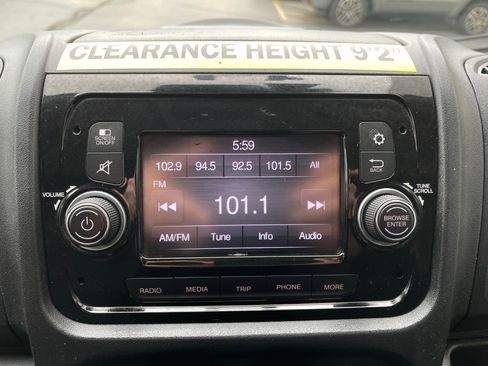 CLEARANCE HEIGHT 9'2"
SCREEN
ON/OFF
5:59
102.9 94.5 92.5 101.5 All
FM
101.1
AM/FM Tune Info Audio
BACK
VOLUME
TUNE
SCROLL
BROWSE
ENTER
RADIO MEDIA TRIP PHONE MORE